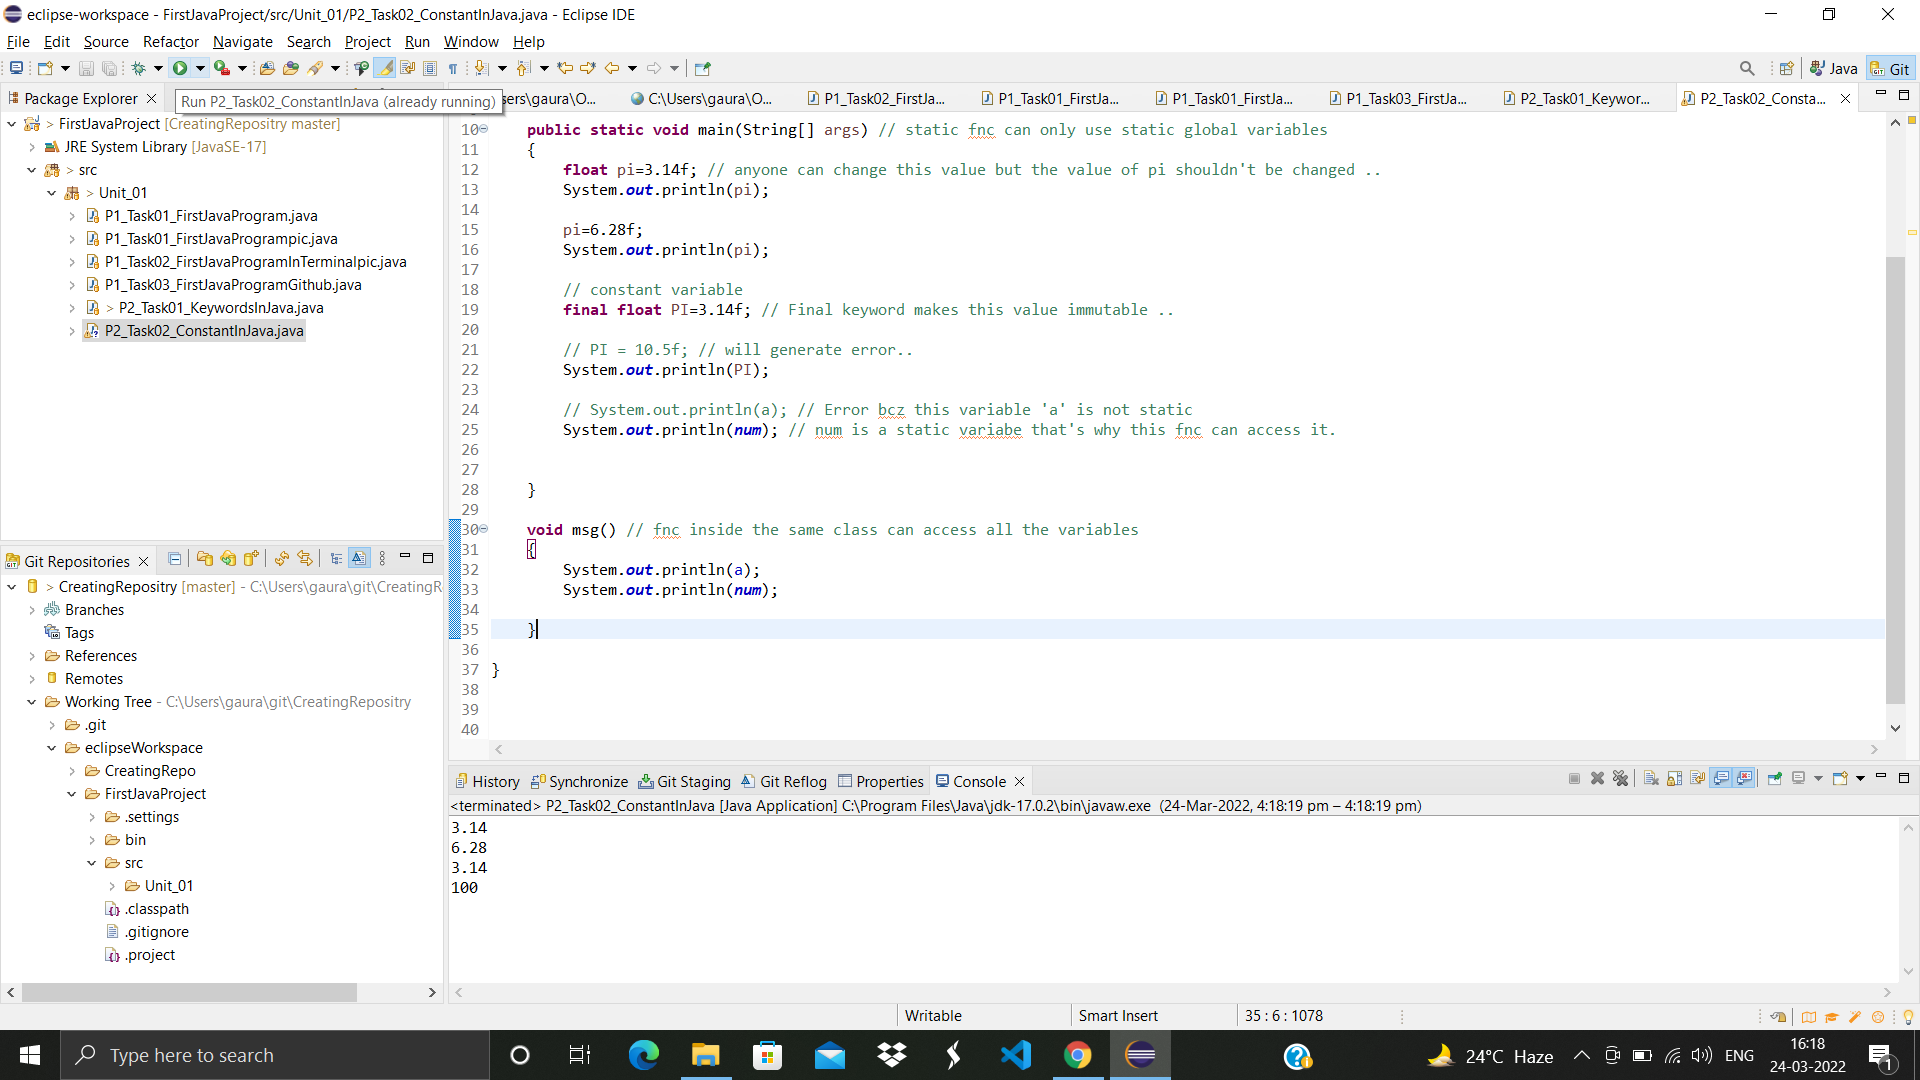 eclipse-workspace - FirstJavaProject/src/Unit_01/P2_Task02_ConstantInJava.java - Eclipse IDE
File Edit Source Refactor Navigate Search Project Run Window Help
Java Git
Package Explorer
Run P2_Task02_ConstantInJava (already running)
sers\gaura\O...
C:\Users\gaura\O...
P1_Task02_FirstJa...
P1_Task01_FirstJa...
P1_Task01_FirstJa...
P1_Task03_FirstJa...
P2_Task01_Keywor...
P2_Task02_Consta...
> FirstJavaProject [CreatingRepositry master]
JRE System Library [JavaSE-17]
> src
> Unit_01
P1_Task01_FirstJavaProgram.java
P1_Task01_FirstJavaProgrampic.java
P1_Task02_FirstJavaProgramInTerminalpic.java
P1_Task03_FirstJavaProgramGithub.java
> P2_Task01_KeywordsInJava.java
P2_Task02_ConstantInJava.java
10 public static void main(String[] args) // static fnc can only use static global variables
11 {
12 float pi=3.14f; // anyone can change this value but the value of pi shouldn't be changed ..
13 System.out.println(pi);
14
15 pi=6.28f;
16 System.out.println(pi);
17
18 // constant variable
19 final float PI=3.14f; // Final keyword makes this value immutable ..
20
21 // PI = 10.5f; // will generate error..
22 System.out.println(PI);
23
24 // System.out.println(a); // Error bcz this variable 'a' is not static
25 System.out.println(num); // num is a static variabe that's why this fnc can access it.
26
27
28 }
29
30 void msg() // fnc inside the same class can access all the variables
31 {
32 System.out.println(a);
33 System.out.println(num);
34
35 }
36
37 }
38
39
40
Git Repositories
> CreatingRepositry [master] - C:\Users\gaura\git\CreatingR
Branches
Tags
References
Remotes
Working Tree - C:\Users\gaura\git\CreatingRepositry
.git
eclipseWorkspace
CreatingRepo
FirstJavaProject
.settings
bin
src
Unit_01
.classpath
.gitignore
.project
History Synchronize Git Staging Git Reflog Properties Console
<terminated> P2_Task02_ConstantInJava [Java Application] C:\Program Files\Java\jdk-17.0.2\bin\javaw.exe (24-Mar-2022, 4:18:19 pm – 4:18:19 pm)
3.14
6.28
3.14
100
Writable Smart Insert 35 : 6 : 1078
Type here to search
24°C Haze ENG
16:18
24-03-2022
1